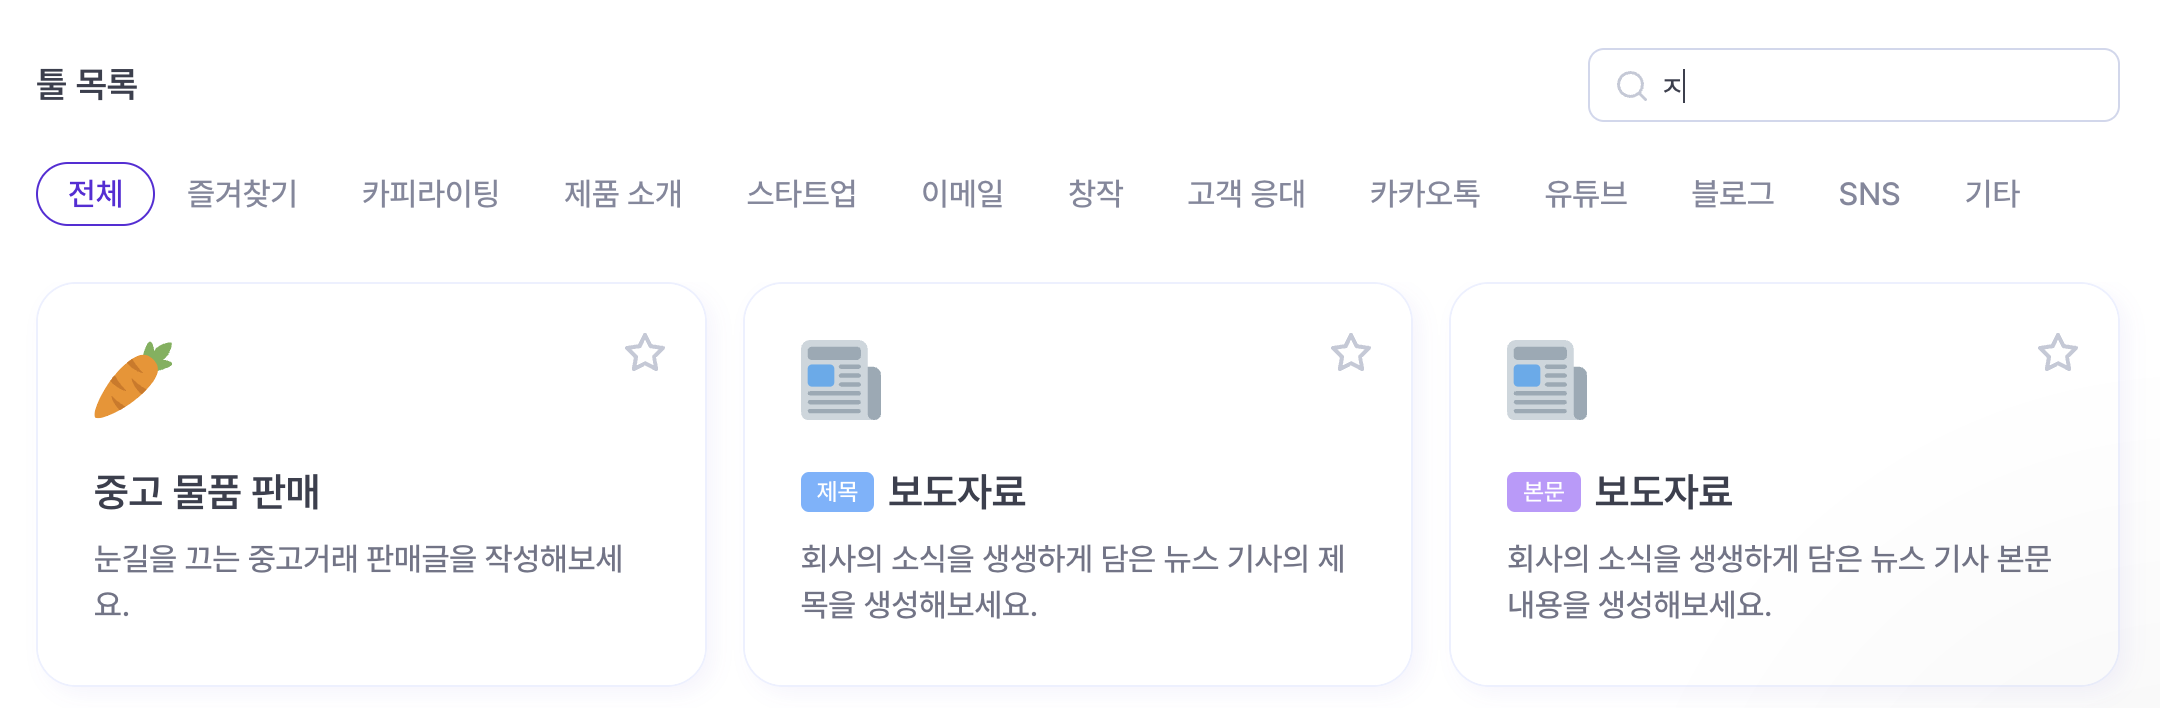 툴 목록
ㅈ
전체 즐겨찾기 카피라이팅 제품 소개 스타트업 이메일 창작 고객 응대 카카오톡 유튜브 블로그 SNS 기타
중고 물품 판매
눈길을 끄는 중고거래 판매글을 작성해보세
요.
제목 보도자료
회사의 소식을 생생하게 담은 뉴스 기사의 제
목을 생성해보세요.
본문 보도자료
회사의 소식을 생생하게 담은 뉴스 기사 본문
내용을 생성해보세요.